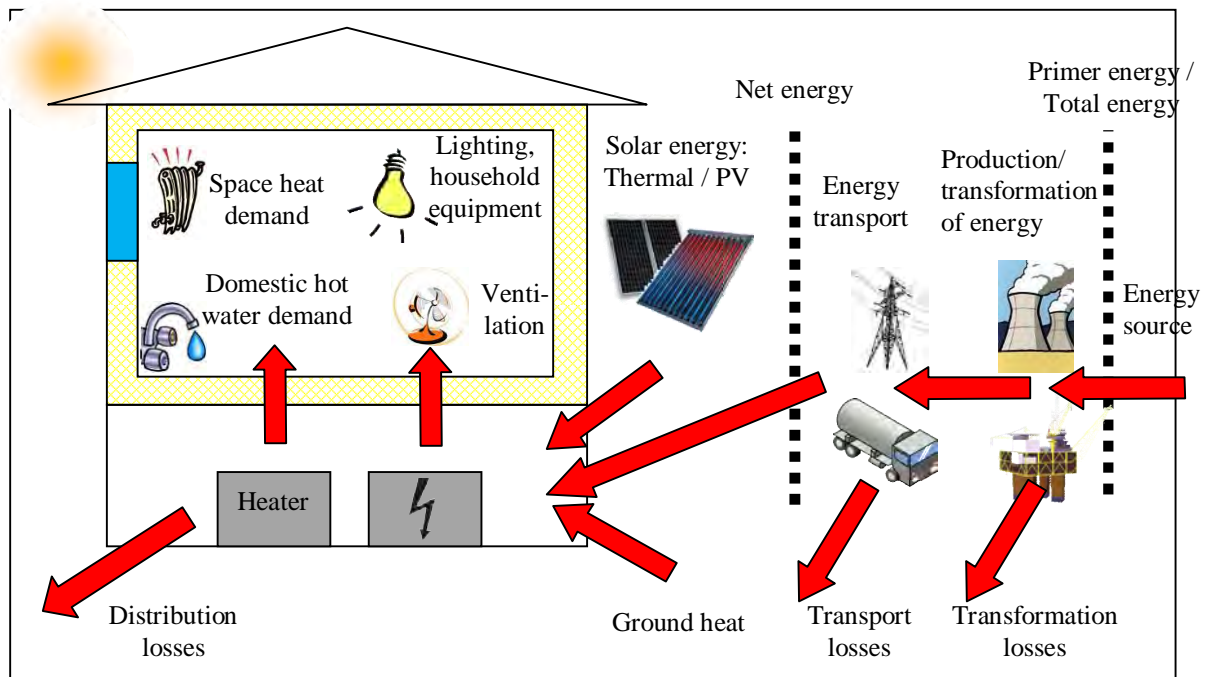 Primer energy /
Total energy
Net energy
Solar energy:
Thermal / PV
Energy
transport
Production/
transformation
of energy
Energy
source
Space heat
demand
Lighting,
household
equipment
Domestic hot
water demand
Venti-
lation
Heater
Distribution
losses
Ground heat
Transport
losses
Transformation
losses